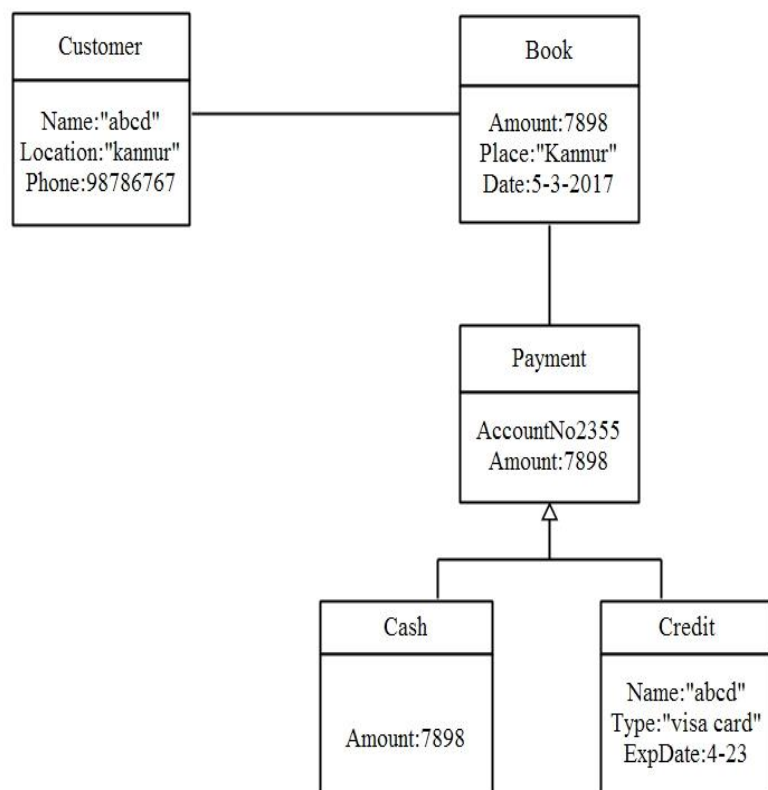 Customer
Name:"abcd"
Location:"kannur"
Phone:98786767
Book
Amount:7898
Place:"Kannur"
Date:5-3-2017
Payment
AccountNo2355
Amount:7898
Cash
Amount:7898
Credit
Name:"abcd"
Type:"visa card"
ExpDate:4-23